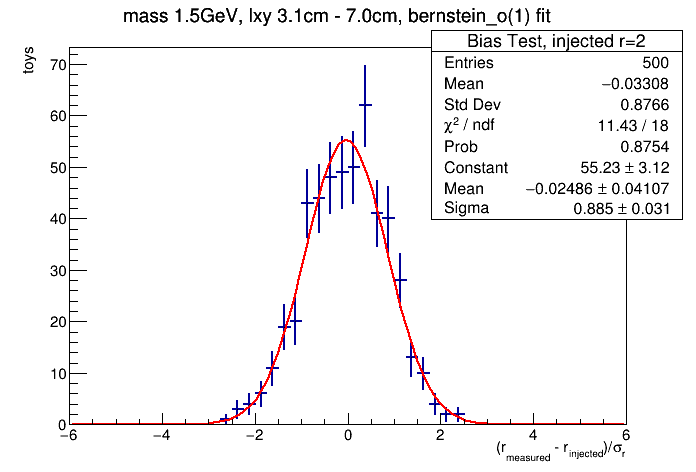 mass 1.5GeV, lxy 3.1cm - 7.0cm, bernstein_o(1) fit
Bias Test, injected r=2
Entries 500
Mean −0.03308
Std Dev 0.8766
χ² / ndf 11.43 / 18
Prob 0.8754
Constant 55.23 ± 3.12
Mean −0.02486 ± 0.04107
Sigma 0.885 ± 0.031
toys
70
60
50
40
30
20
10
0
−6 −4 −2 0 2 4 6
(r_measured - r_injected)/σ_r